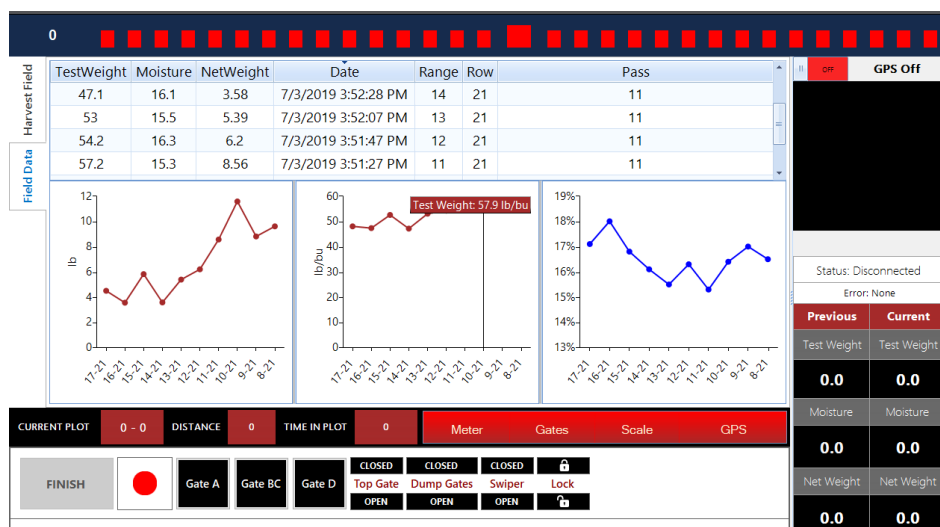 0
Harvest Field
Field Data
TestWeight Moisture NetWeight Date Range Row Pass
47.1 16.1 3.58 7/3/2019 3:52:28 PM 14 21 11
53 15.5 5.39 7/3/2019 3:52:07 PM 13 21 11
54.2 16.3 6.2 7/3/2019 3:51:47 PM 12 21 11
57.2 15.3 8.56 7/3/2019 3:51:27 PM 11 21 11
lb
12
10
8
6
4
2
0
17-21 16-21 15-21 14-21 13-21 12-21 11-21 10-21 9-21 8-21
lb/bu
60
50
40
30
20
10
0
Test Weight: 57.9 lb/bu
17-21 16-21 15-21 14-21 13-21 12-21 11-21 10-21 9-21 8-21
19%
18%
17%
16%
15%
14%
13%
17-21 16-21 15-21 14-21 13-21 12-21 11-21 10-21 9-21 8-21
OFF GPS Off
Status: Disconnected
Error: None
Previous Current
Test Weight Test Weight
0.0 0.0
Moisture Moisture
0.0 0.0
Net Weight Net Weight
0.0 0.0
CURRENT PLOT 0 - 0 DISTANCE 0 TIME IN PLOT 0 Meter Gates Scale GPS
FINISH Gate A Gate BC Gate D
CLOSED CLOSED CLOSED
Top Gate Dump Gates Swiper Lock
OPEN OPEN OPEN